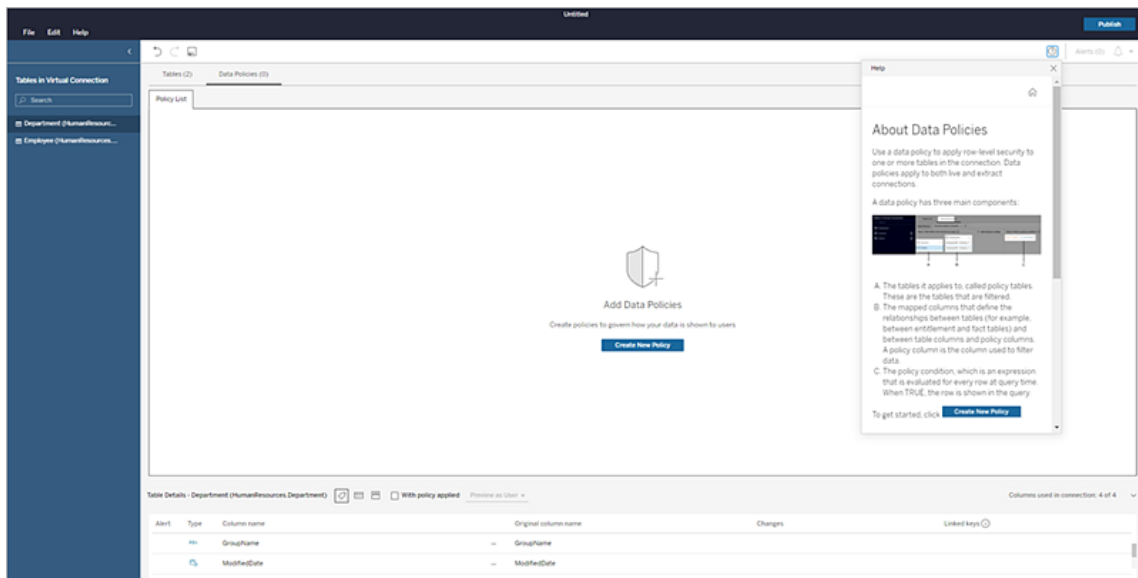 Untitled
Publish
File Edit Help
Alerts (0)
Tables in Virtual Connection
Search
Department (HumanResourc...
Employee (HumanResources....
Tables (2) Data Policies (0)
Policy List
Add Data Policies
Create policies to govern how your data is shown to users
Create New Policy
Help
About Data Policies
Use a data policy to apply row-level security to
one or more tables in the connection. Data
policies apply to both live and extract
connections.
A data policy has three main components:
A B C
A. The tables it applies to, called policy tables.
These are the tables that are filtered.
B. The mapped columns that define the
relationships between tables (for example,
between entitlement and fact tables) and
between table columns and policy columns.
A policy column is the column used to filter
data.
C. The policy condition, which is an expression
that is evaluated for every row at query time.
When TRUE, the row is shown in the query.
To get started, click Create New Policy
Table Details - Department (HumanResources.Department) With policy applied Preview as User Columns used in connection: 4 of 4
Alert Type Column name Original column name Changes Linked keys
Abc GroupName GroupName
ModifiedDate ModifiedDate